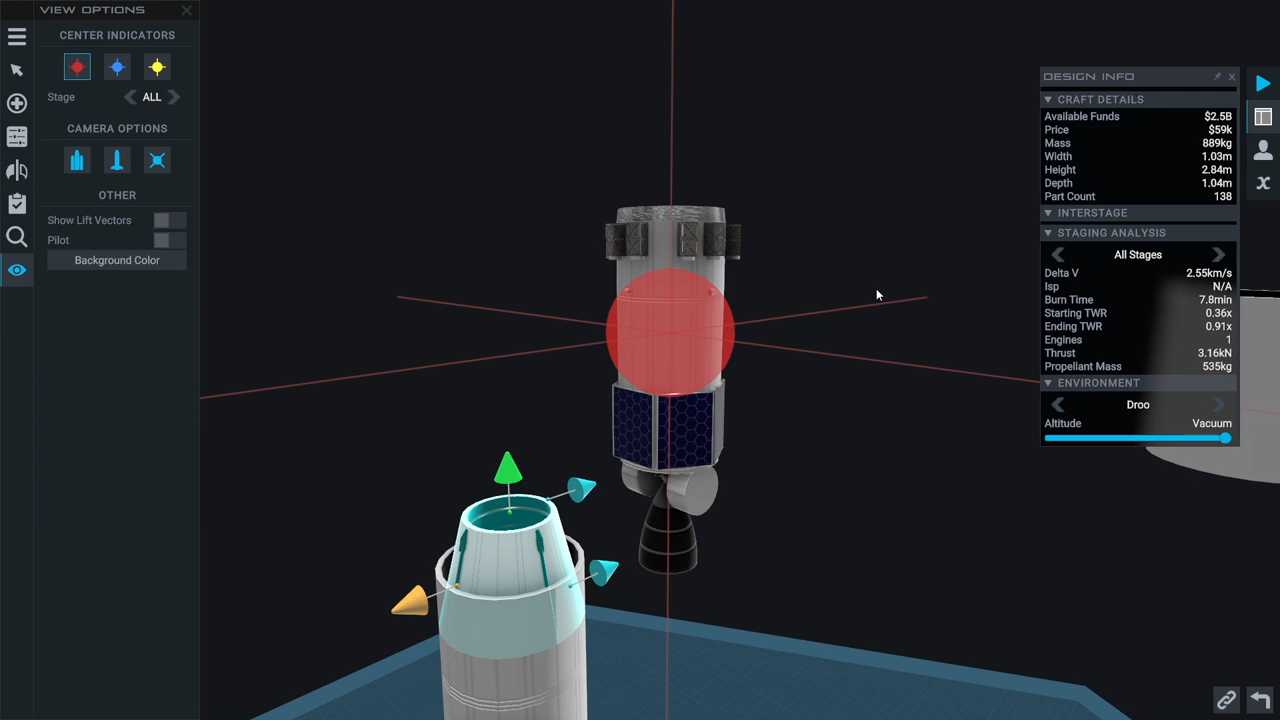 VIEW OPTIONS
CENTER INDICATORS
Stage ALL
CAMERA OPTIONS
OTHER
Show Lift Vectors
Pilot
Background Color
DESIGN INFO
CRAFT DETAILS
Available Funds $2.5B
Price $59k
Mass 889kg
Width 1.03m
Height 2.84m
Depth 1.04m
Part Count 138
INTERSTAGE
STAGING ANALYSIS
All Stages
Delta V 2.55km/s
Isp N/A
Burn Time 7.8min
Starting TWR 0.36x
Ending TWR 0.91x
Engines 1
Thrust 3.16kN
Propellant Mass 535kg
ENVIRONMENT
Droo
Altitude Vacuum